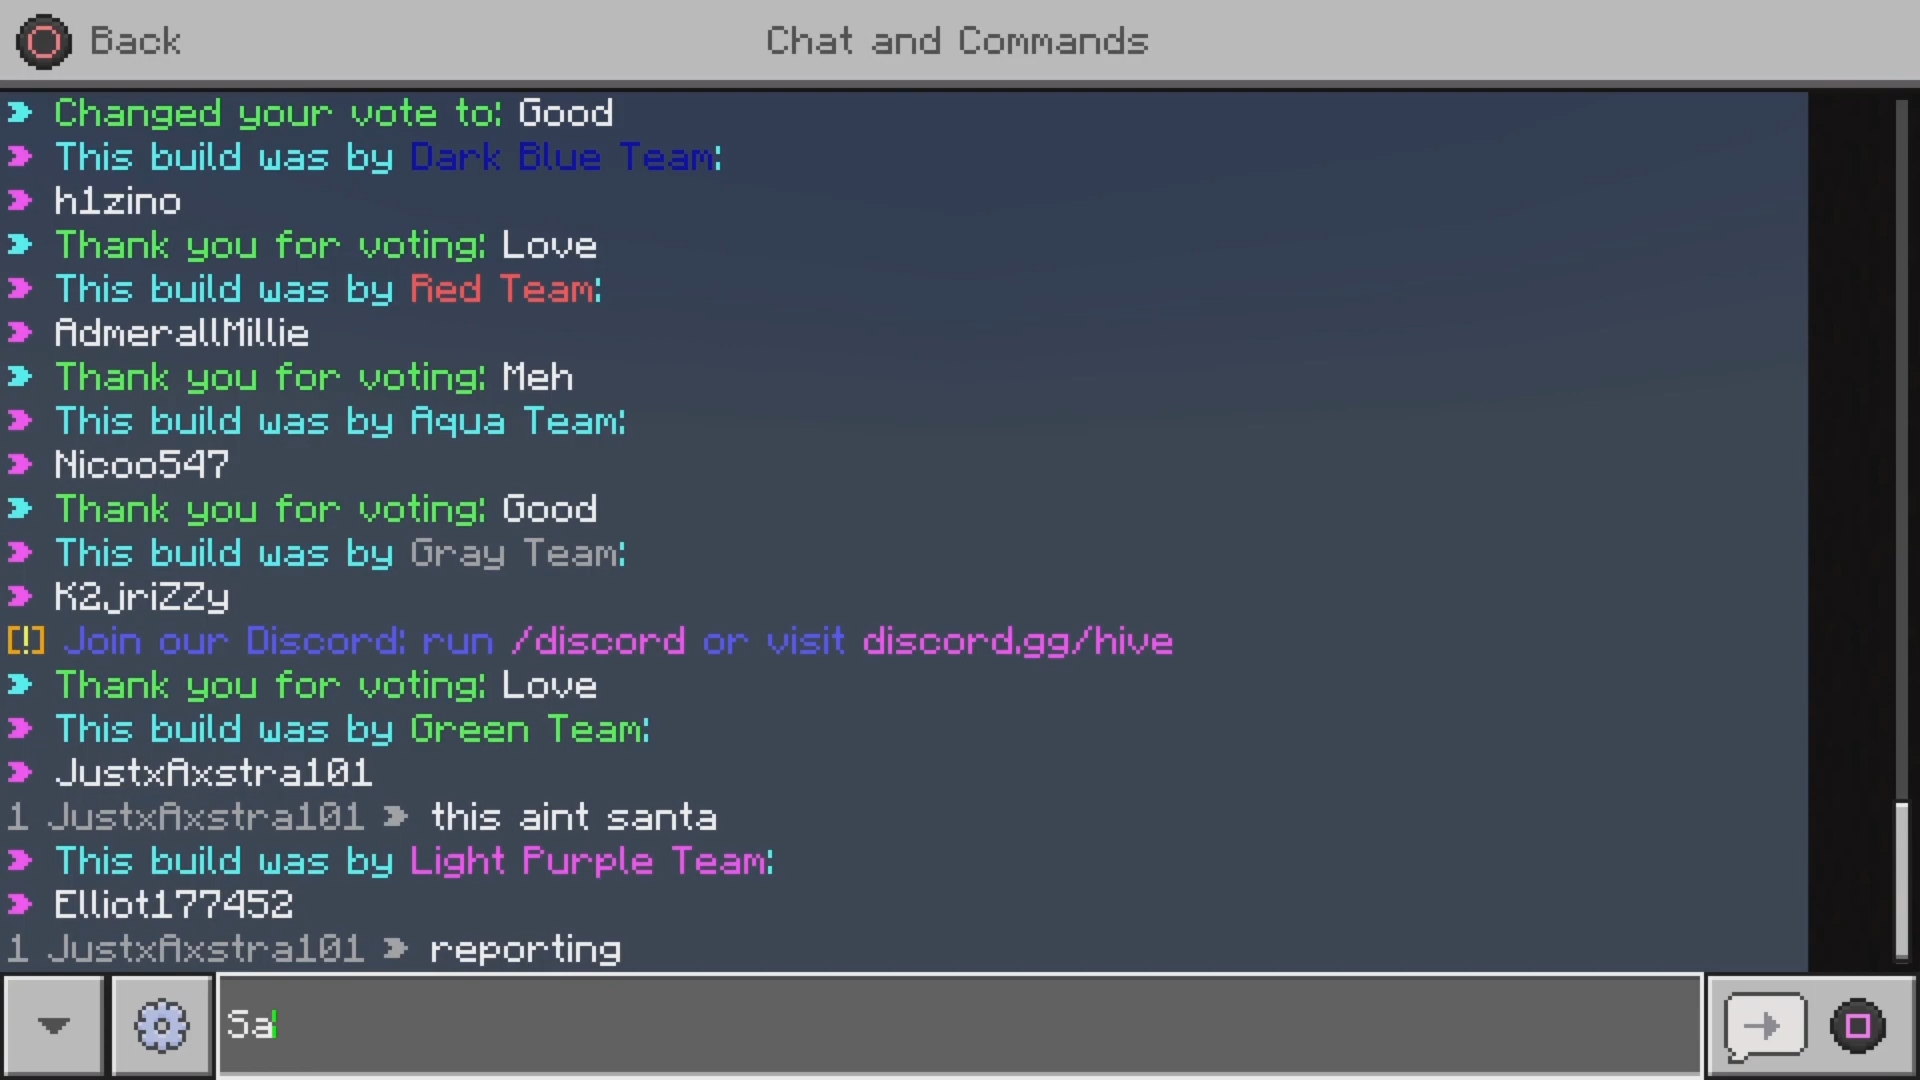 Back
Chat and Commands
Changed your vote to: Good
This build was by Dark Blue Team:
h1zino
Thank you for voting: Love
This build was by Red Team:
AdmerallMillie
Thank you for voting: Meh
This build was by Aqua Team:
Nicoo547
Thank you for voting: Good
This build was by Gray Team:
K2jriZZy
[!] Join our Discord: run /discord or visit discord.gg/hive
Thank you for voting: Love
This build was by Green Team:
JustxAxstra101
1 JustxAxstra101 » this aint santa
This build was by Light Purple Team:
Elliot177452
1 JustxAxstra101 » reporting
Sa